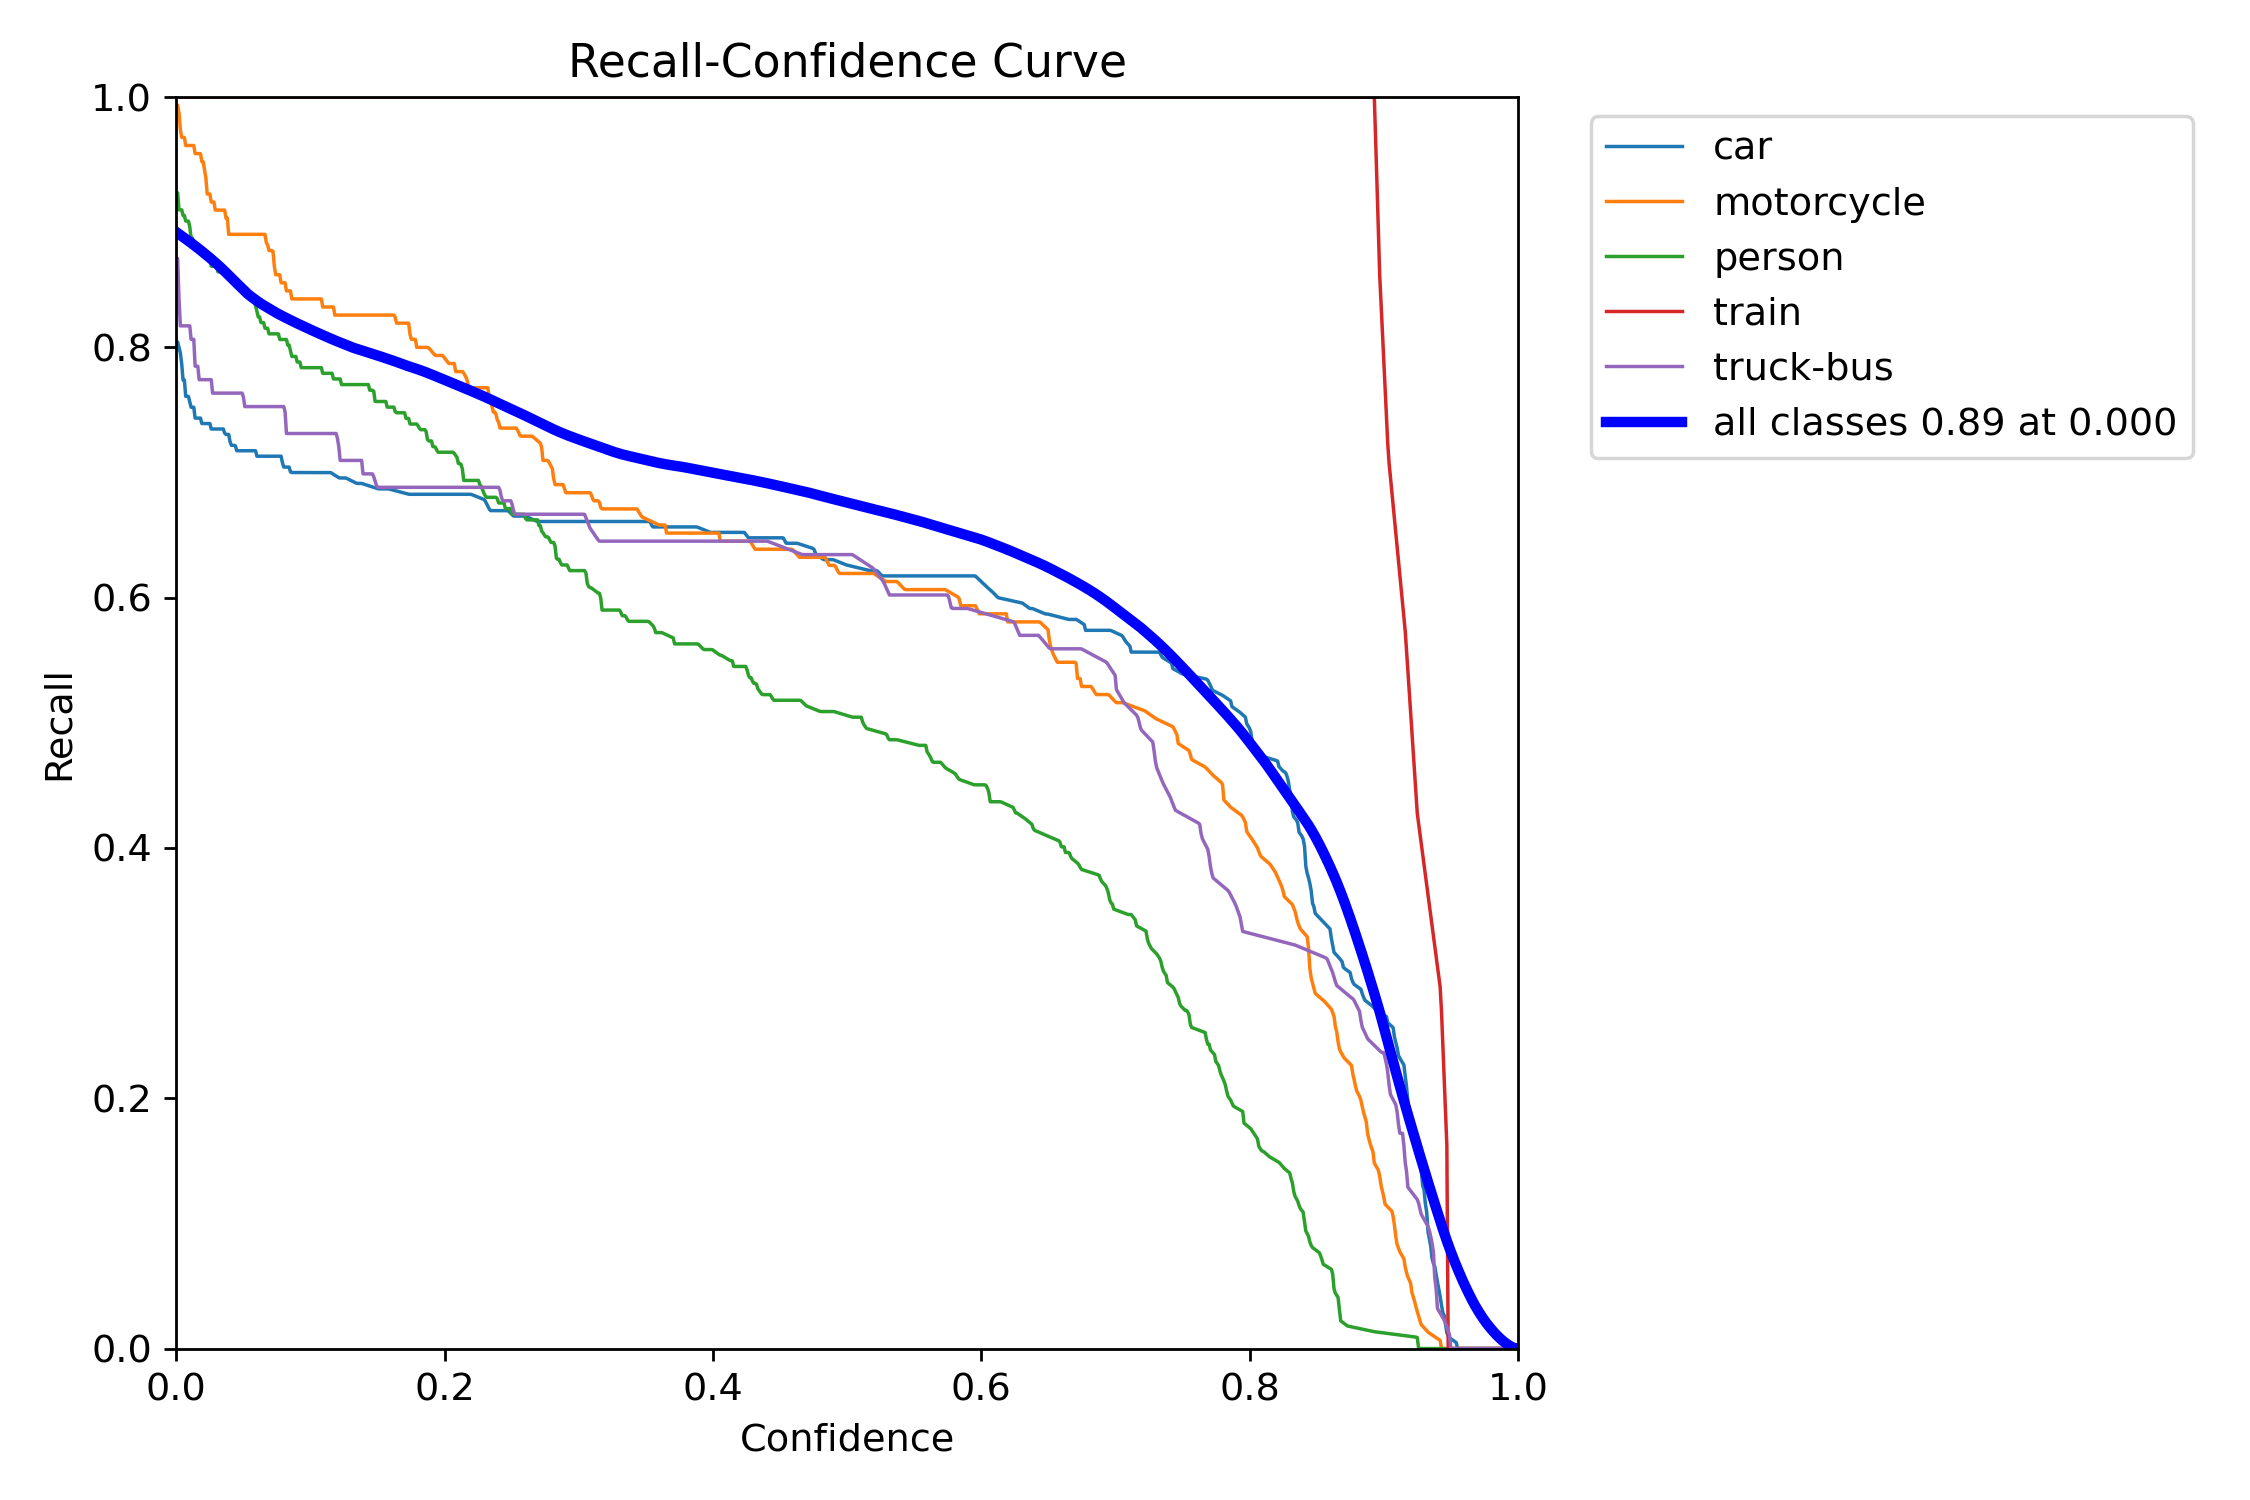 Recall-Confidence Curve
1.0
0.8
0.6
0.4
0.2
0.0
Recall
0.0 0.2 0.4 0.6 0.8 1.0
Confidence
car
motorcycle
person
train
truck-bus
all classes 0.89 at 0.000